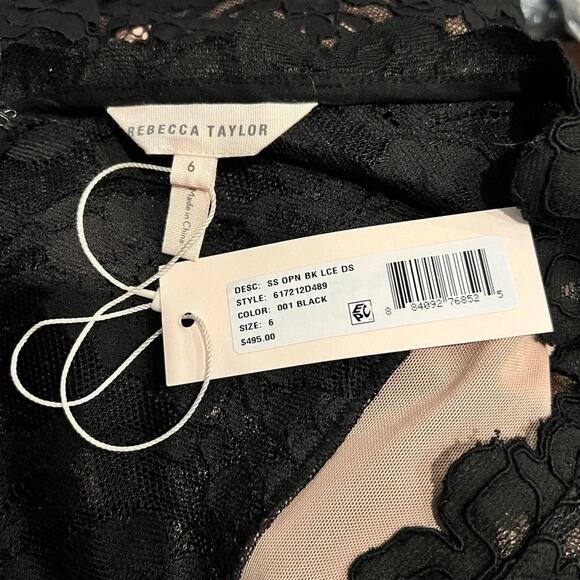 REBECCA TAYLOR
6
Made in China
DESC: SS OPN BK LCE DS
STYLE: 617212D489
COLOR: 001 BLACK
SIZE: 6
$495.00
EPC
8 84092 76852 5